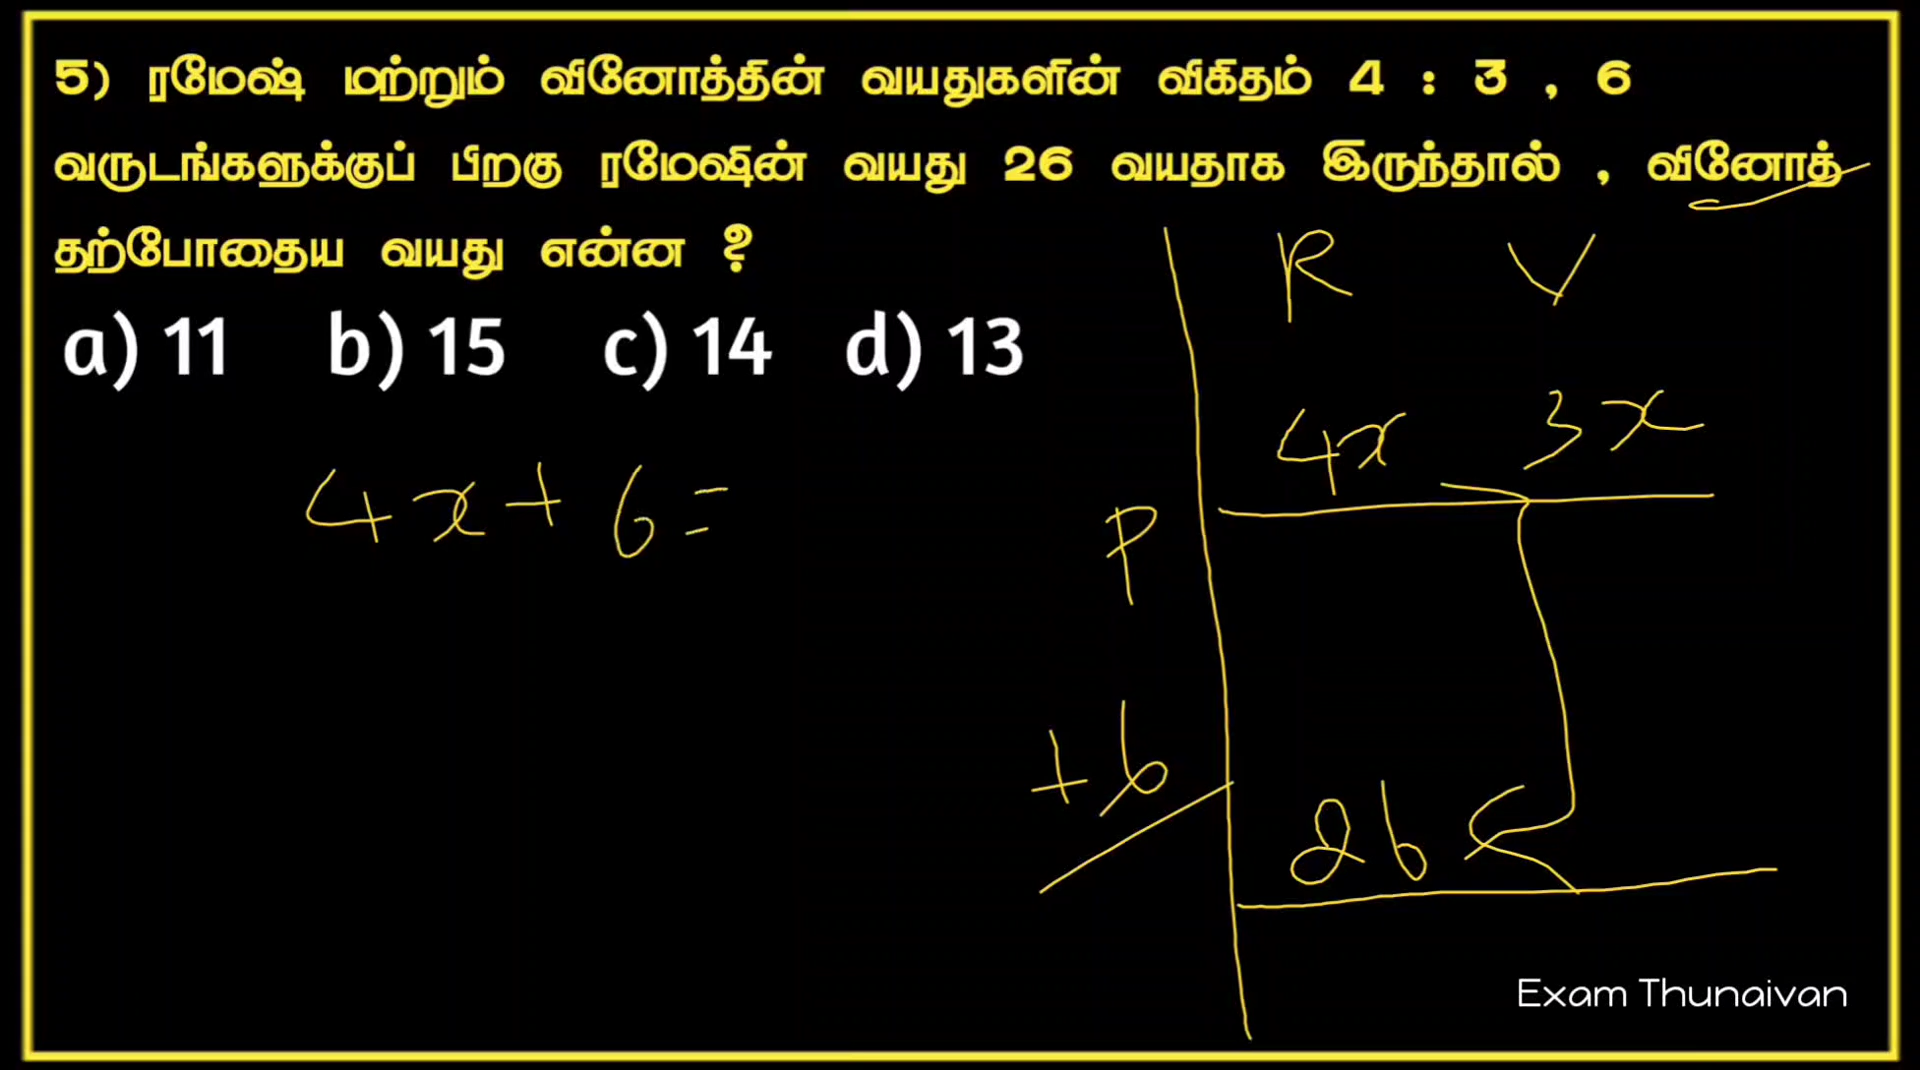 5) ரமேஷ் மற்றும் வினோத்தின் வயதுகளின் விகிதம் 4 : 3 , 6
வருடங்களுக்குப் பிறகு ரமேஷின் வயது 26 வயதாக இருந்தால் , வினோத்
தற்போதைய வயது என்ன ?
a) 11 b) 15 c) 14 d) 13
R V
4x 3x
4x + 6 =
P
+6
26
Exam Thunaivan